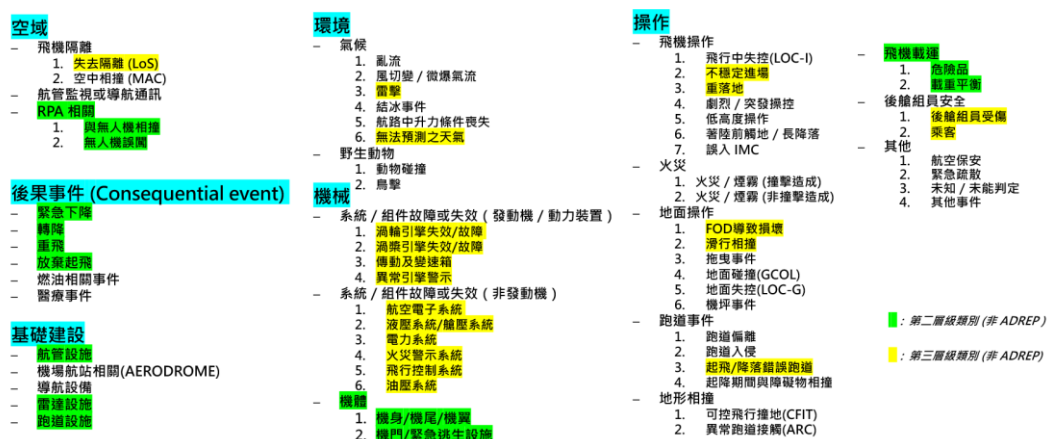 空域
– 飛機隔離
1. 失去隔離 (LoS)
2. 空中相撞 (MAC)
– 航管監視或導航通訊
– RPA 相關
1. 與無人機相撞
2. 無人機誤闖
後果事件 (Consequential event)
– 緊急下降
– 轉降
– 重飛
– 放棄起飛
– 燃油相關事件
– 醫療事件
基礎建設
– 航管設施
– 機場航站相關(AERODROME)
– 導航設備
– 雷達設施
– 跑道設施
環境
– 氣候
1. 亂流
2. 風切變 / 微爆氣流
3. 雷擊
4. 結冰事件
5. 航路中升力條件喪失
6. 無法預測之天氣
– 野生動物
1. 動物碰撞
2. 鳥擊
機械
– 系統 / 組件故障或失效 ( 發動機 / 動力裝置 )
1. 渦輪引擎失效/故障
2. 渦槳引擎失效/故障
3. 傳動及變速箱
4. 異常引擎警示
– 系統 / 組件故障或失效 ( 非發動機 )
1. 航空電子系統
2. 液壓系統/艙壓系統
3. 電力系統
4. 火災警示系統
5. 飛行控制系統
6. 油壓系統
– 機體
1. 機身/機尾/機翼
2. 機門/緊急逃生設施
操作
– 飛機操作
1. 飛行中失控(LOC-I)
2. 不穩定進場
3. 重落地
4. 劇烈 / 突發操控
5. 低高度操作
6. 著陸前觸地 / 長降落
7. 誤入 IMC
– 火災
1. 火災 / 煙霧 (撞擊造成)
2. 火災 / 煙霧 (非撞擊造成)
– 地面操作
1. FOD導致損壞
2. 滑行相撞
3. 拖曳事件
4. 地面碰撞(GCOL)
5. 地面失控(LOC-G)
6. 機坪事件
– 跑道事件
1. 跑道偏離
2. 跑道入侵
3. 起飛/降落錯誤跑道
4. 起降期間與障礙物相撞
– 地形相撞
1. 可控飛行撞地(CFIT)
2. 異常跑道接觸(ARC)
– 飛機載運
1. 危險品
2. 載重平衡
– 後艙組員安全
1. 後艙組員受傷
2. 乘客
– 其他
1. 航空保安
2. 緊急疏散
3. 未知 / 未能判定
4. 其他事件
: 第二層級類別 (非 ADREP )
: 第三層級類別 (非 ADREP)